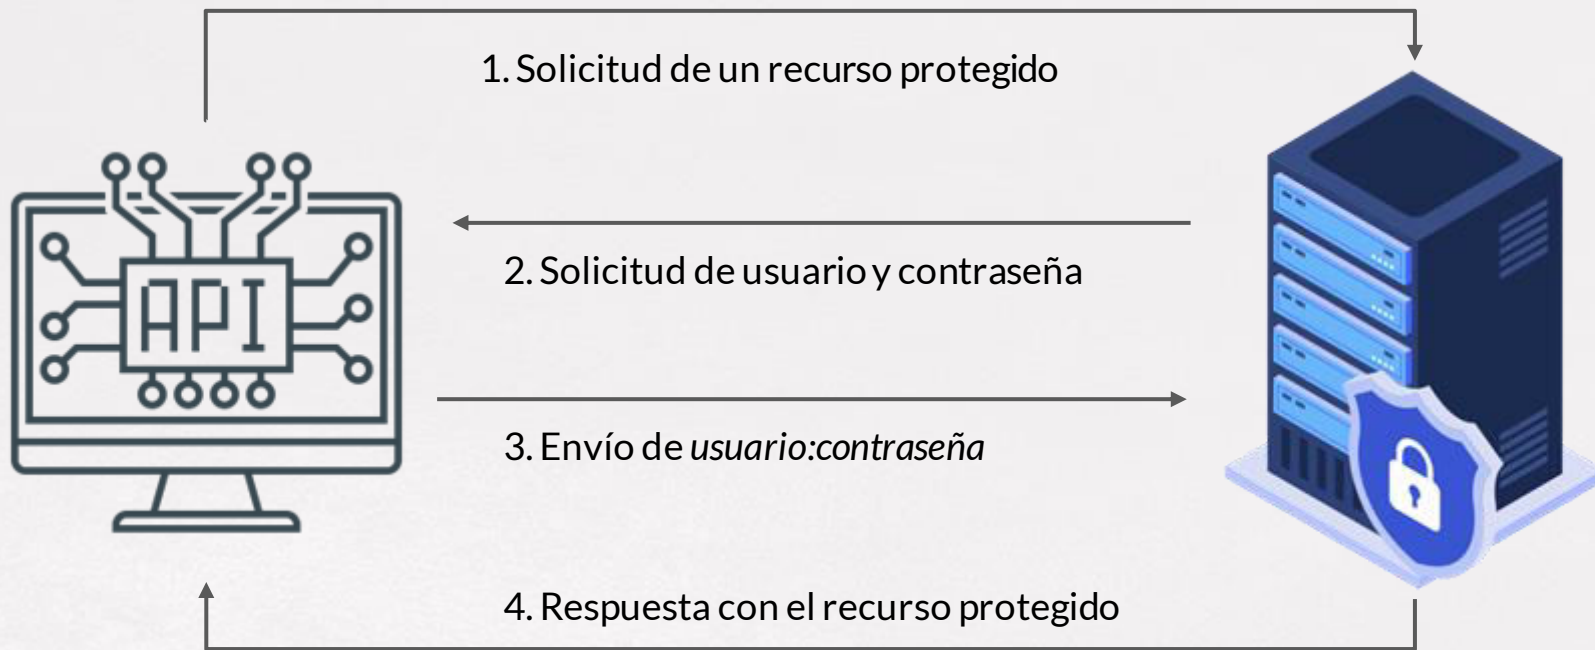 1. Solicitud de un recurso protegido
API
2. Solicitud de usuario y contraseña
3. Envío de usuario:contraseña
4. Respuesta con el recurso protegido